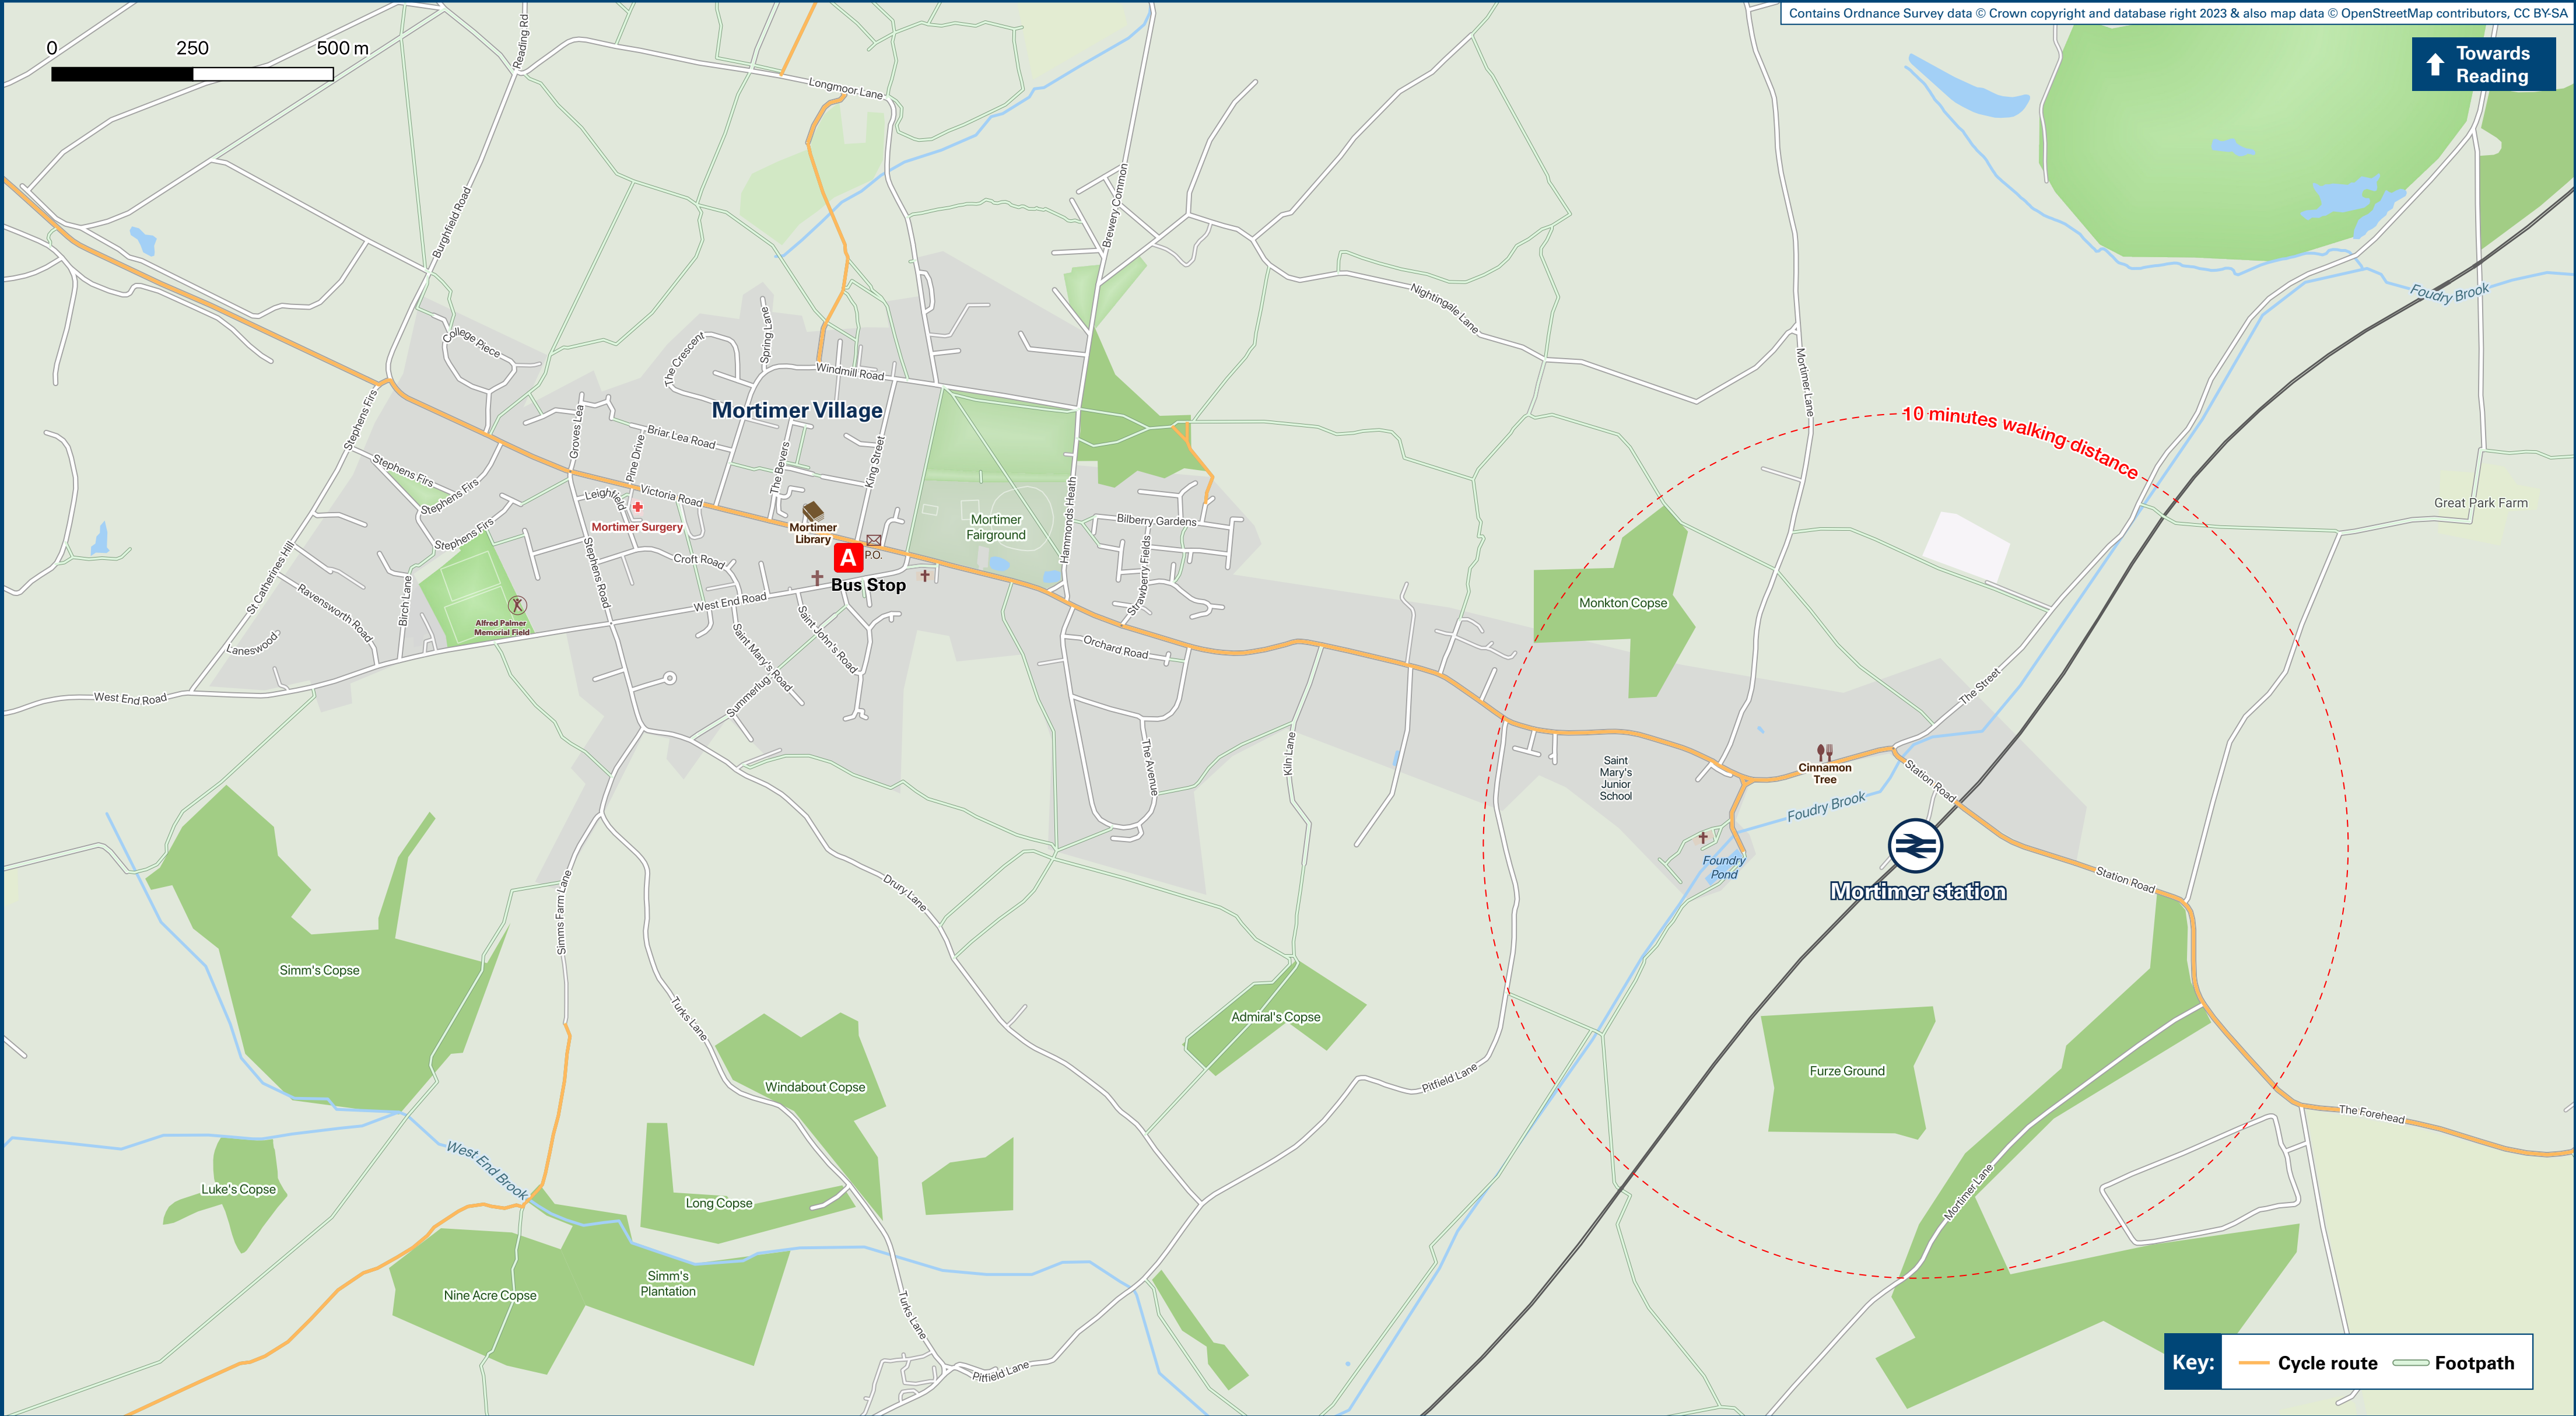 Contains Ordnance Survey data © Crown copyright and database right 2023 & also map data © OpenStreetMap contributors, CC BY-SA
0 250 500 m
Towards
Reading
Reading Rd
Longmoor Lane
Burghfield Road
Brewery Common
Foudry Brook
Nightingale Lane
College Piece
The Crescent
Spring Lane
Windmill Road
Mortimer Lane
Mortimer Village
10 minutes walking distance
Stephens Firs
Groves Lea
Pine Drive
Briar Lea Road
The Bevers
King Street
Stephens Firs
Stephens Firs
Stephens Firs
Leighfield
Victoria Road
Mortimer Surgery
Mortimer
Library
P.O.
A
Bus Stop
Mortimer
Fairground
Hammonds Heath
Bilberry Gardens
Strawberry Fields
Great Park Farm
Croft Road
Stephens Road
St Catherines Hill
Ravensworth Road
Birch Lane
Laneswood
Alfred Palmer
Memorial Field
West End Road
West End Road
Saint Mary's Road
Saint John's Road
Summerlug
Orchard Road
Monkton Copse
The Street
The Avenue
Kiln Lane
Saint
Mary's
Junior
School
Cinnamon
Tree
Station Road
Foudry Brook
Foundry
Pond
Mortimer station
Station Road
Drury Lane
Simms Farm Lane
Simm's Copse
Turks Lane
Admiral's Copse
Windabout Copse
Pitfield Lane
Furze Ground
The Forehead
West End Brook
Luke's Copse
Long Copse
Mortimer Lane
Simm's
Plantation
Nine Acre Copse
Turks Lane
Pitfield Lane
Key: Cycle route Footpath